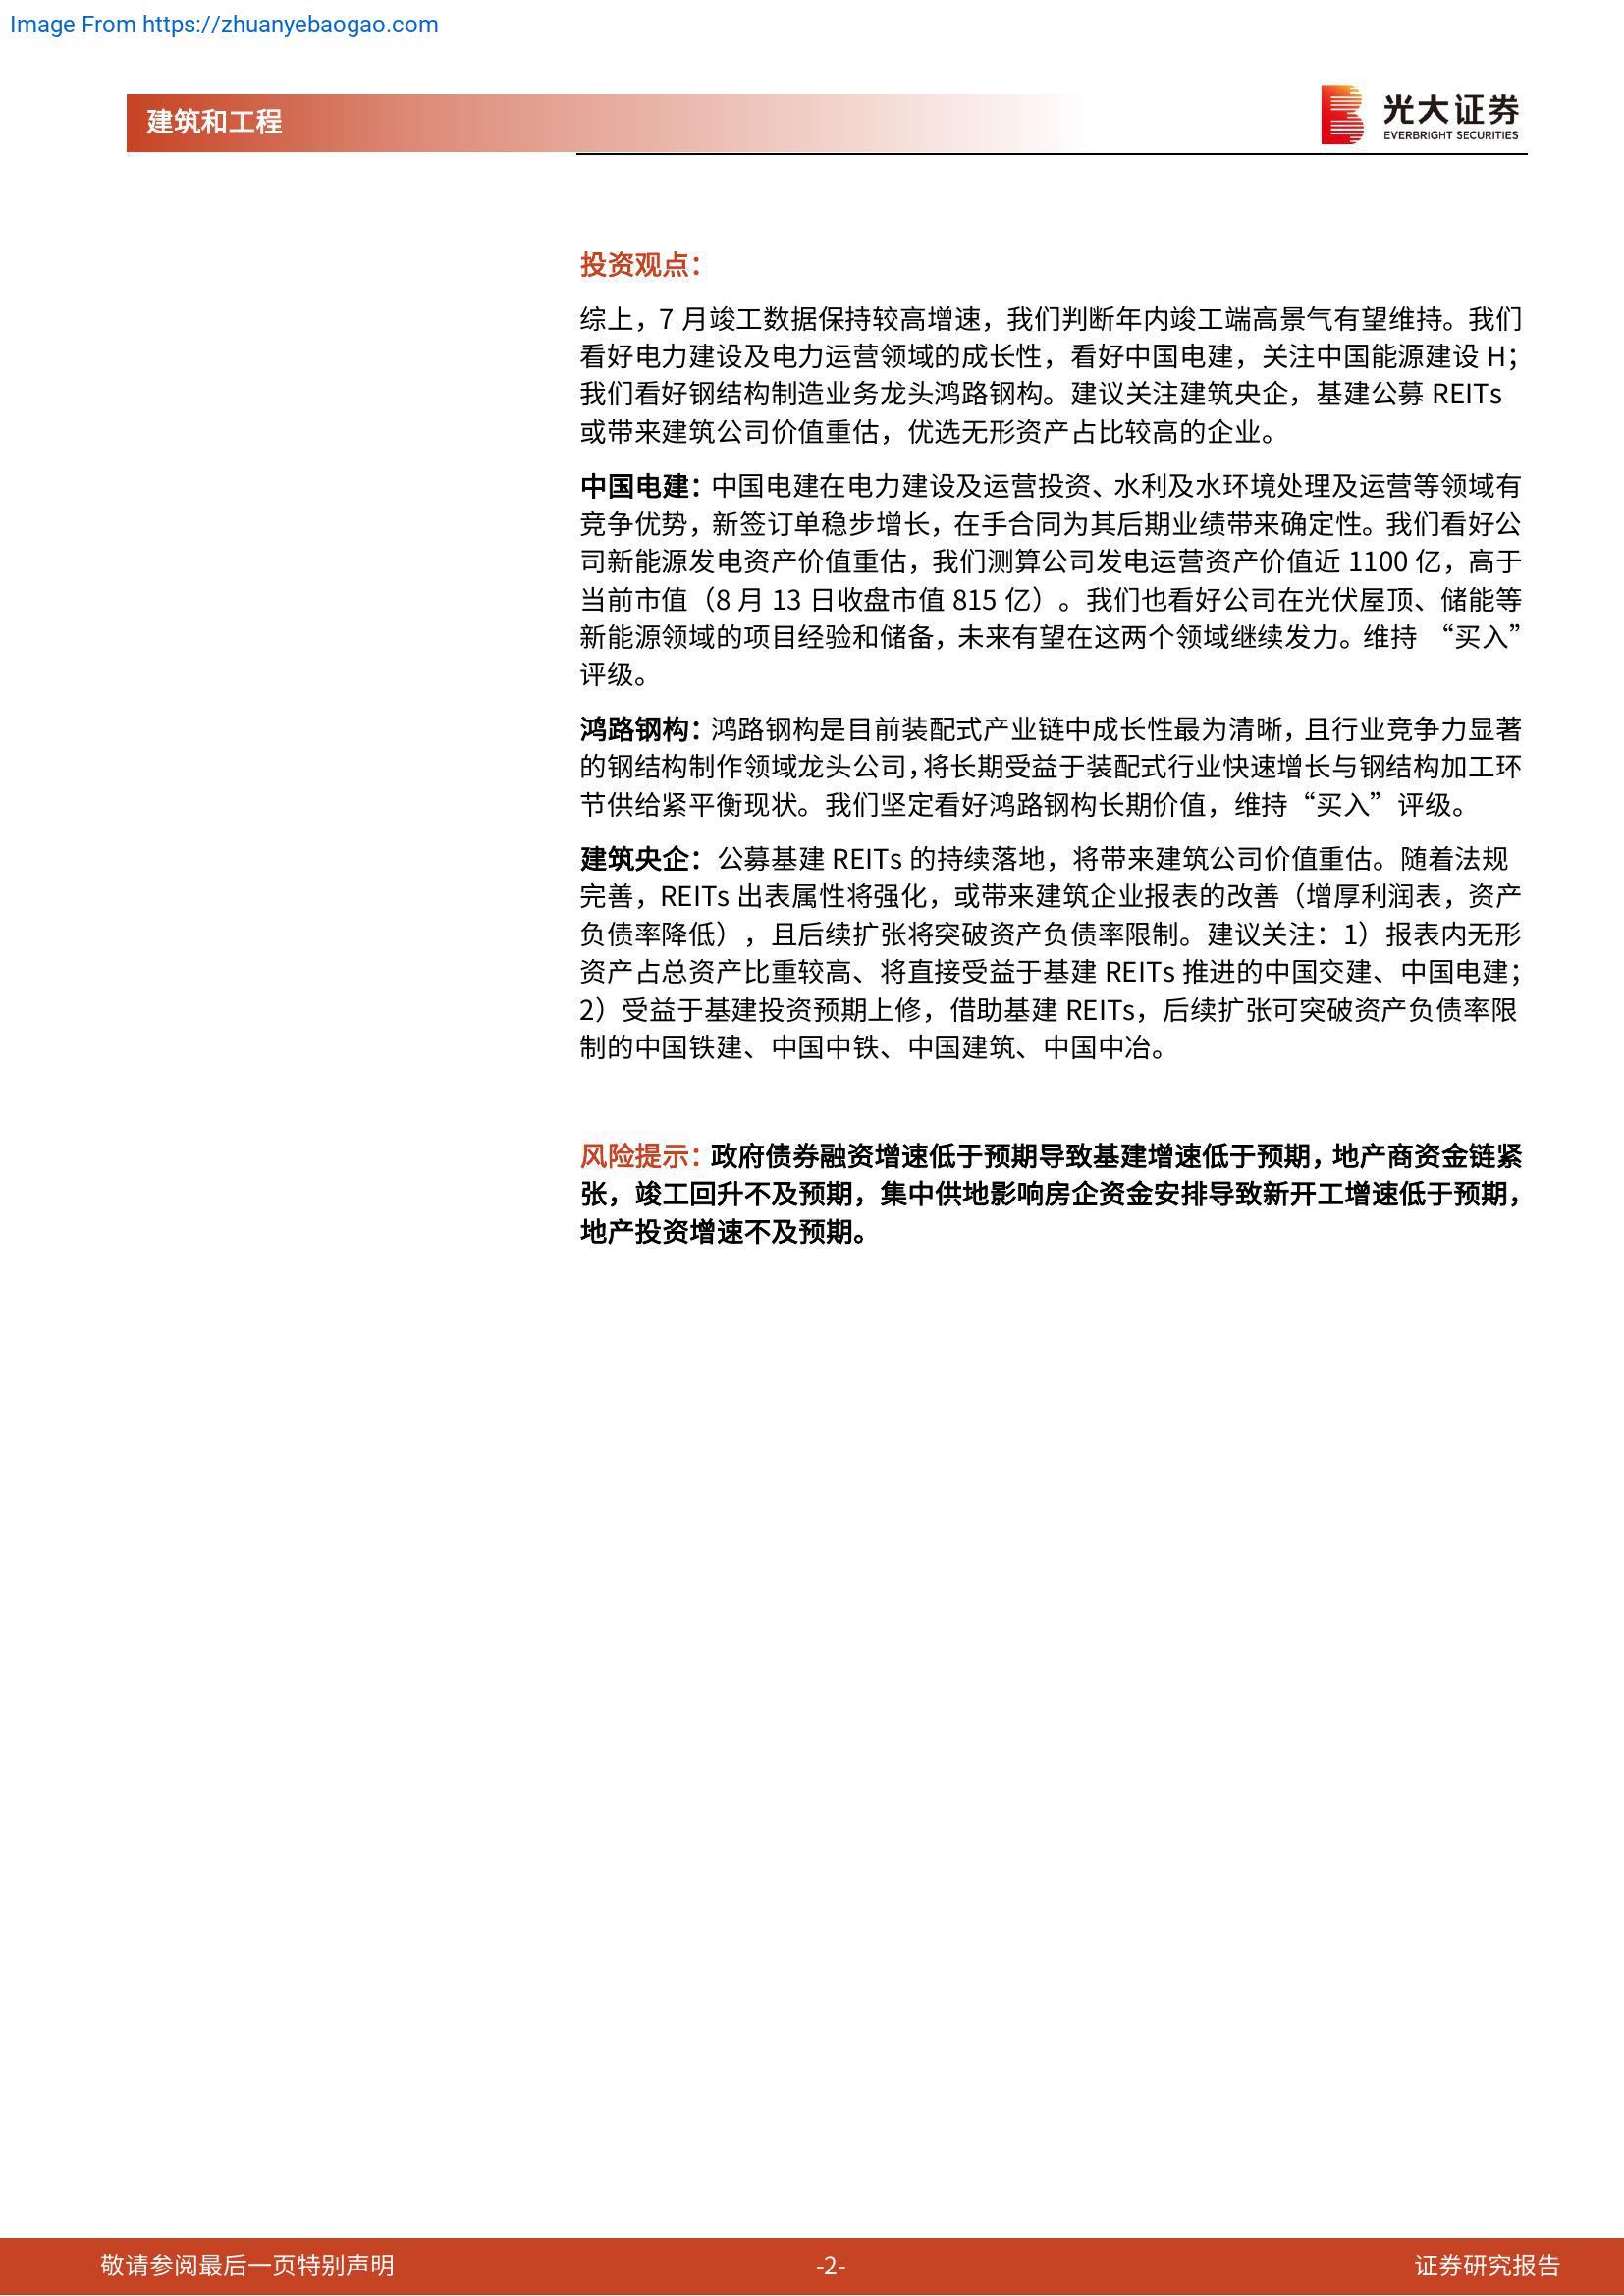 Image From https://zhuanyebaogao.com
建筑和工程
光大证券
EVERBRIGHT SECURITIES
投资观点：
综上，7 月竣工数据保持较高增速，我们判断年内竣工端高景气有望维持。我们
看好电力建设及电力运营领域的成长性，看好中国电建，关注中国能源建设 H；
我们看好钢结构制造业务龙头鸿路钢构。建议关注建筑央企，基建公募 REITs
或带来建筑公司价值重估，优选无形资产占比较高的企业。
中国电建：中国电建在电力建设及运营投资、水利及水环境处理及运营等领域有
竞争优势，新签订单稳步增长，在手合同为其后期业绩带来确定性。我们看好公
司新能源发电资产价值重估，我们测算公司发电运营资产价值近 1100 亿，高于
当前市值（8 月 13 日收盘市值 815 亿）。我们也看好公司在光伏屋顶、储能等
新能源领域的项目经验和储备，未来有望在这两个领域继续发力。维持 “买入”
评级。
鸿路钢构：鸿路钢构是目前装配式产业链中成长性最为清晰，且行业竞争力显著
的钢结构制作领域龙头公司，将长期受益于装配式行业快速增长与钢结构加工环
节供给紧平衡现状。我们坚定看好鸿路钢构长期价值，维持“买入”评级。
建筑央企：公募基建 REITs 的持续落地，将带来建筑公司价值重估。随着法规
完善，REITs 出表属性将强化，或带来建筑企业报表的改善（增厚利润表，资产
负债率降低），且后续扩张将突破资产负债率限制。建议关注：1）报表内无形
资产占总资产比重较高、将直接受益于基建 REITs 推进的中国交建、中国电建；
2）受益于基建投资预期上修，借助基建 REITs，后续扩张可突破资产负债率限
制的中国铁建、中国中铁、中国建筑、中国中冶。
风险提示：政府债券融资增速低于预期导致基建增速低于预期，地产商资金链紧
张，竣工回升不及预期，集中供地影响房企资金安排导致新开工增速低于预期，
地产投资增速不及预期。
敬请参阅最后一页特别声明
-2-
证券研究报告